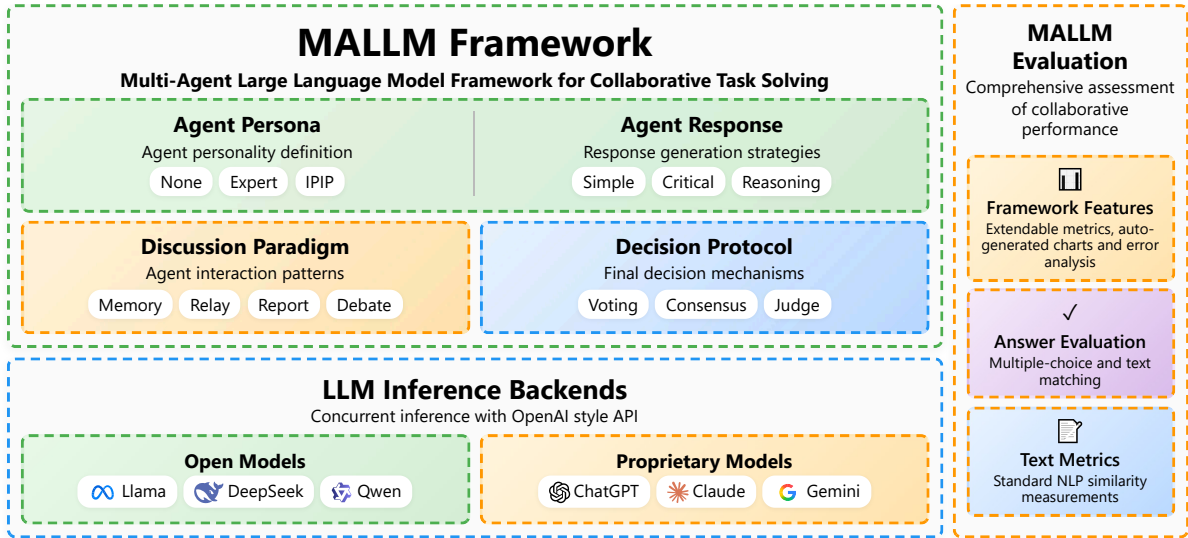 MALLM Framework
Multi-Agent Large Language Model Framework for Collaborative Task Solving
Agent Persona
Agent personality definition
None Expert IPIP
Agent Response
Response generation strategies
Simple Critical Reasoning
Discussion Paradigm
Agent interaction patterns
Memory Relay Report Debate
Decision Protocol
Final decision mechanisms
Voting Consensus Judge
LLM Inference Backends
Concurrent inference with OpenAI style API
Open Models
Llama DeepSeek Qwen
Proprietary Models
ChatGPT Claude Gemini
MALLM
Evaluation
Comprehensive assessment
of collaborative
performance
Framework Features
Extendable metrics, auto-
generated charts and error
analysis
Answer Evaluation
Multiple-choice and text
matching
Text Metrics
Standard NLP similarity
measurements